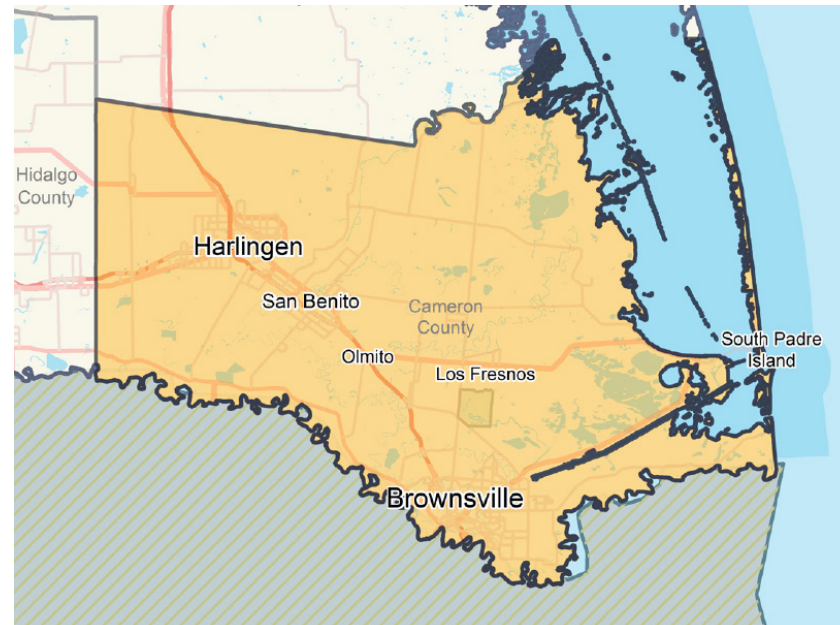 Hidalgo
County
Harlingen
San Benito
Cameron
County
South Padre
Island
Olmito
Los Fresnos
Brownsville